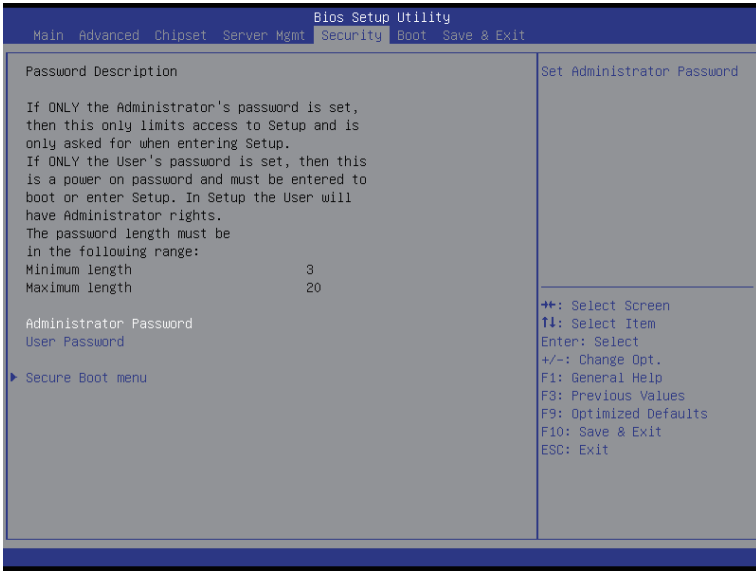 Bios Setup Utility
Main Advanced Chipset Server Mgmt Security Boot Save & Exit
Password Description
If ONLY the Administrator's password is set,
then this only limits access to Setup and is
only asked for when entering Setup.
If ONLY the User's password is set, then this
is a power on password and must be entered to
boot or enter Setup. In Setup the User will
have Administrator rights.
The password length must be
in the following range:
Minimum length 3
Maximum length 20
Administrator Password
User Password
Secure Boot menu
Set Administrator Password
→←: Select Screen
↑↓: Select Item
Enter: Select
+/-: Change Opt.
F1: General Help
F3: Previous Values
F9: Optimized Defaults
F10: Save & Exit
ESC: Exit